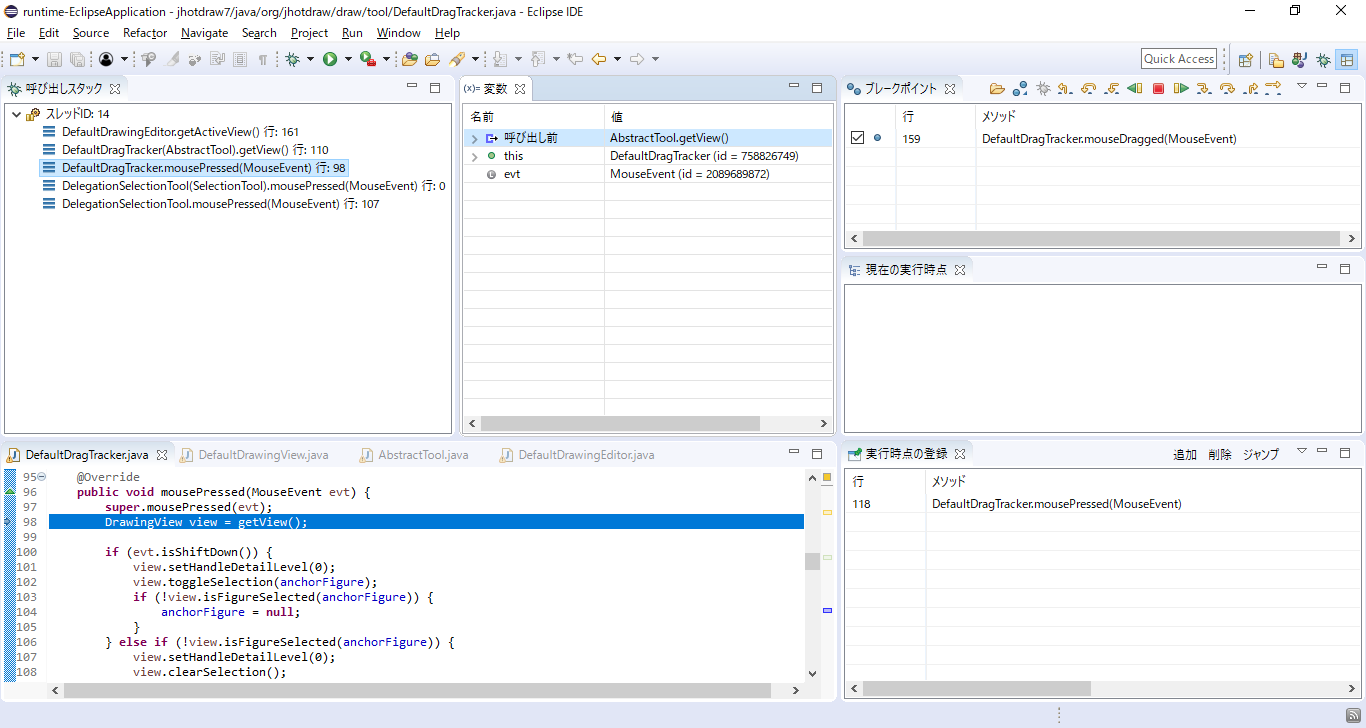 runtime-EclipseApplication - jhotdraw7/java/org/jhotdraw/draw/tool/DefaultDragTracker.java - Eclipse IDE
File Edit Source Refactor Navigate Search Project Run Window Help
Quick Access
呼び出しスタック
スレッドID: 14
DefaultDrawingEditor.getActiveView() 行: 161
DefaultDragTracker(AbstractTool).getView() 行: 110
DefaultDragTracker.mousePressed(MouseEvent) 行: 98
DelegationSelectionTool(SelectionTool).mousePressed(MouseEvent) 行: 0
DelegationSelectionTool.mousePressed(MouseEvent) 行: 107
(x)= 変数
名前 値
呼び出し前 AbstractTool.getView()
this DefaultDragTracker (id = 758826749)
evt MouseEvent (id = 2089689872)
ブレークポイント
行 メソッド
159 DefaultDragTracker.mouseDragged(MouseEvent)
現在の実行時点
DefaultDragTracker.java DefaultDrawingView.java AbstractTool.java DefaultDrawingEditor.java
95 @Override
96 public void mousePressed(MouseEvent evt) {
97 super.mousePressed(evt);
98 DrawingView view = getView();
99
100 if (evt.isShiftDown()) {
101 view.setHandleDetailLevel(0);
102 view.toggleSelection(anchorFigure);
103 if (!view.isFigureSelected(anchorFigure)) {
104 anchorFigure = null;
105 }
106 } else if (!view.isFigureSelected(anchorFigure)) {
107 view.setHandleDetailLevel(0);
108 view.clearSelection();
実行時点の登録 追加 削除 ジャンプ
行 メソッド
118 DefaultDragTracker.mousePressed(MouseEvent)